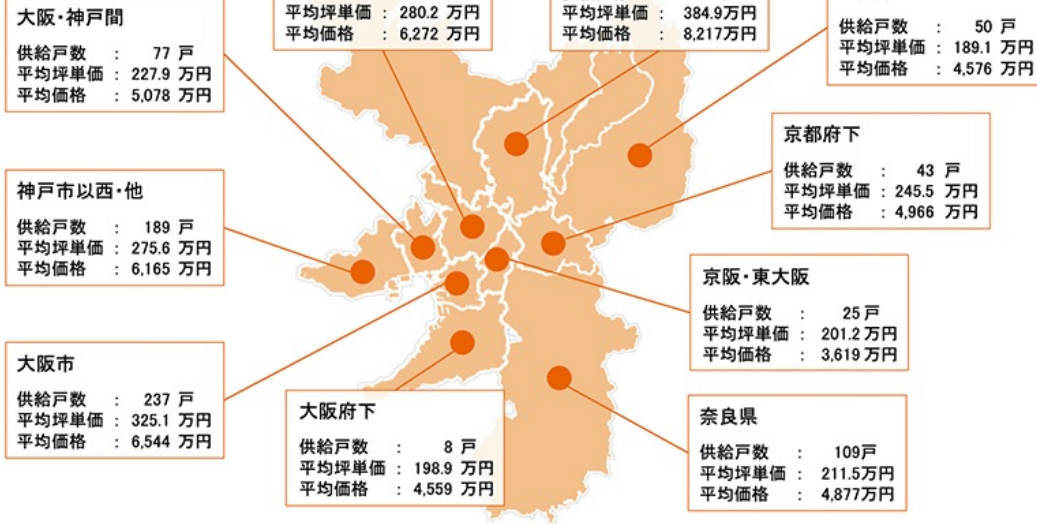 平均坪単価 : 280.2 万円
平均価格 : 6,272 万円
平均坪単価 : 384.9万円
平均価格 : 8,217万円
供給戸数 : 50 戸
平均坪単価 : 189.1 万円
平均価格 : 4,576 万円
大阪・神戸間
供給戸数 : 77 戸
平均坪単価 : 227.9 万円
平均価格 : 5,078 万円
京都府下
供給戸数 : 43 戸
平均坪単価 : 245.5 万円
平均価格 : 4,966 万円
神戸市以西・他
供給戸数 : 189 戸
平均坪単価 : 275.6 万円
平均価格 : 6,165 万円
京阪・東大阪
供給戸数 : 25 戸
平均坪単価 : 201.2 万円
平均価格 : 3,619 万円
大阪市
供給戸数 : 237 戸
平均坪単価 : 325.1 万円
平均価格 : 6,544 万円
大阪府下
供給戸数 : 8 戸
平均坪単価 : 198.9 万円
平均価格 : 4,559 万円
奈良県
供給戸数 : 109戸
平均坪単価 : 211.5万円
平均価格 : 4,877万円